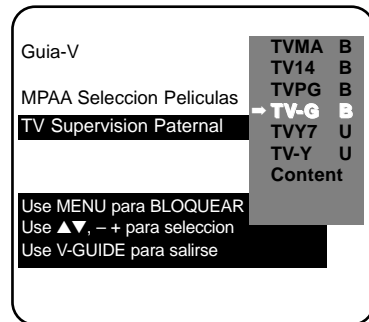 Guia-V
MPAA Seleccion Peliculas
TV Supervision Paternal
TVMA B
TV14 B
TVPG B
➡ TV-G B
TVY7 U
TV-Y U
Content
Use MENU para BLOQUEAR
Use ▲▼, – + para seleccion
Use V-GUIDE para salirse